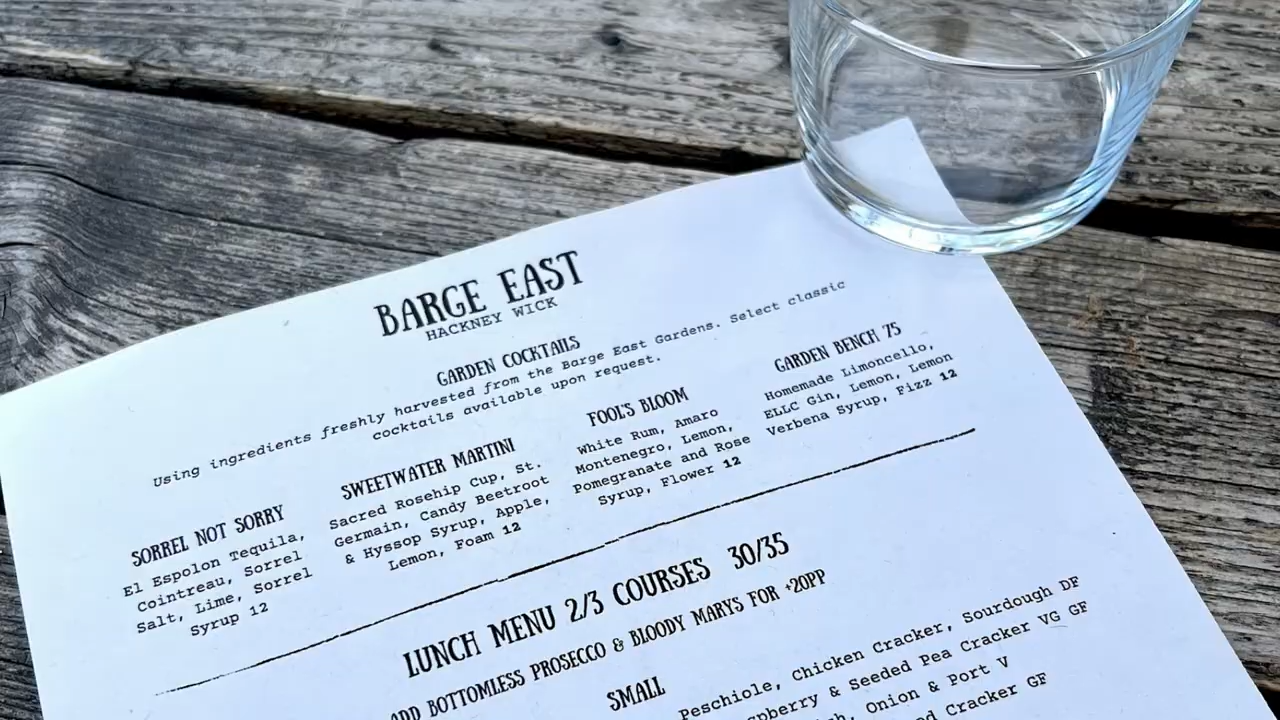 BARGE EAST
HACKNEY WICK
GARDEN COCKTAILS
Using ingredients freshly harvested from the Barge East Gardens. Select classic
cocktails available upon request.
SORREL NOT SORRY
El Espolon Tequila,
Cointreau, Sorrel
Salt, Lime, Sorrel
Syrup 12
SWEETWATER MARTINI
Sacred Rosehip Cup, St.
Germain, Candy Beetroot
& Hyssop Syrup, Apple,
Lemon, Foam 12
FOOL'S BLOOM
White Rum, Amaro
Montenegro, Lemon,
Pomegranate and Rose
Syrup, Flower 12
GARDEN BENCH 75
Homemade Limoncello,
ELLC Gin, Lemon, Lemon
Verbena Syrup, Fizz 12
LUNCH MENU 2/3 COURSES 30/35
ADD BOTTOMLESS PROSECCO & BLOODY MARYS FOR +20PP
SMALL
Peschiole, Chicken Cracker, Sourdough DF
& Seeded Pea Cracker VG GF
Onion & Port V
Cracker GF